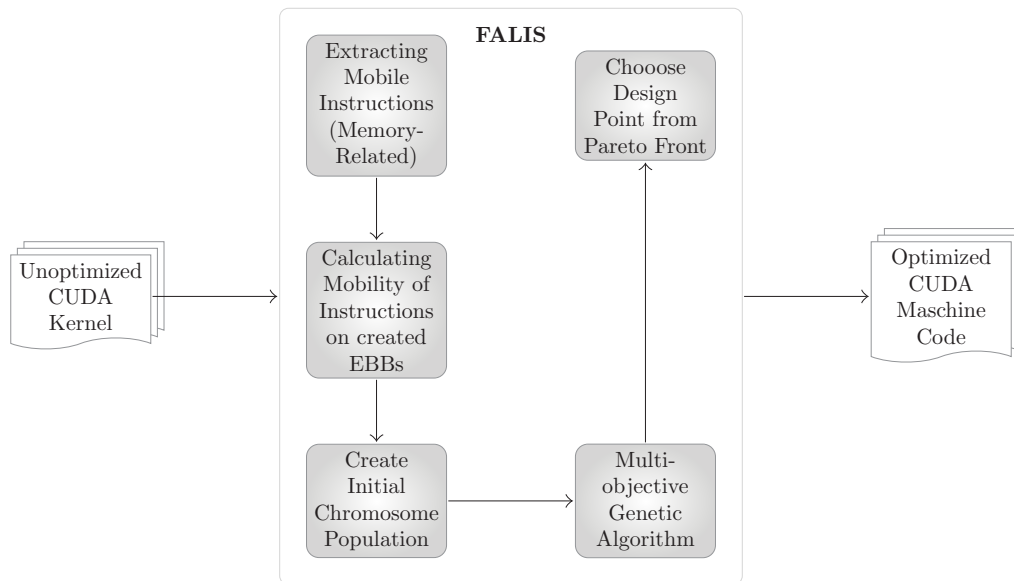 FALIS
Unoptimized
CUDA
Kernel
Extracting
Mobile
Instructions
(Memory-
Related)
Calculating
Mobility of
Instructions
on created
EBBs
Create
Initial
Chromosome
Population
Multi-
objective
Genetic
Algorithm
Chooose
Design
Point from
Pareto Front
Optimized
CUDA
Maschine
Code